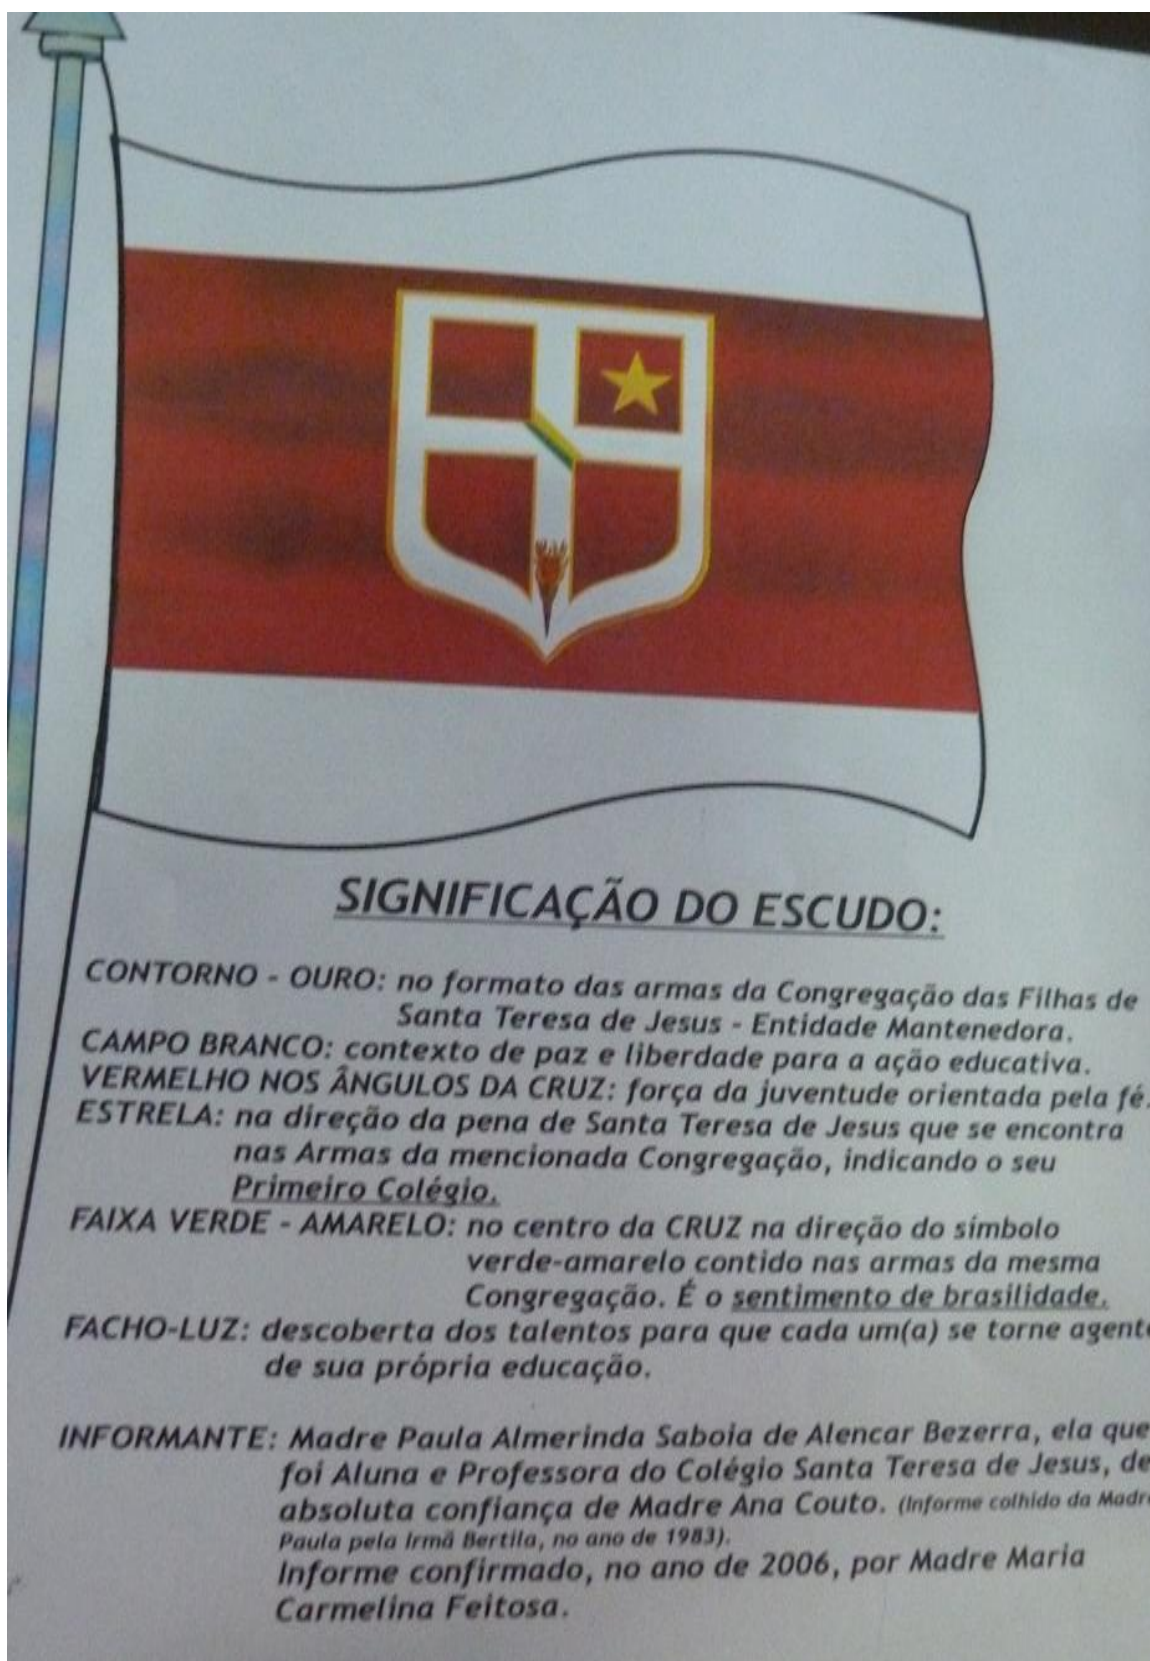 SIGNIFICAÇÃO DO ESCUDO:
CONTORNO - OURO: no formato das armas da Congregação das Filhas de
Santa Teresa de Jesus - Entidade Mantenedora.
CAMPO BRANCO: contexto de paz e liberdade para a ação educativa.
VERMELHO NOS ÂNGULOS DA CRUZ: força da juventude orientada pela fé.
ESTRELA: na direção da pena de Santa Teresa de Jesus que se encontra
nas Armas da mencionada Congregação, indicando o seu
Primeiro Colégio.
FAIXA VERDE - AMARELO: no centro da CRUZ na direção do símbolo
verde-amarelo contido nas armas da mesma
Congregação. É o sentimento de brasilidade.
FACHO-LUZ: descoberta dos talentos para que cada um(a) se torne agente
de sua própria educação.
INFORMANTE: Madre Paula Almerinda Saboia de Alencar Bezerra, ela que
foi Aluna e Professora do Colégio Santa Teresa de Jesus, de
absoluta confiança de Madre Ana Couto. (Informe colhido da Madre
Paula pela Irmã Bertila, no ano de 1983).
Informe confirmado, no ano de 2006, por Madre Maria
Carmelina Feitosa.